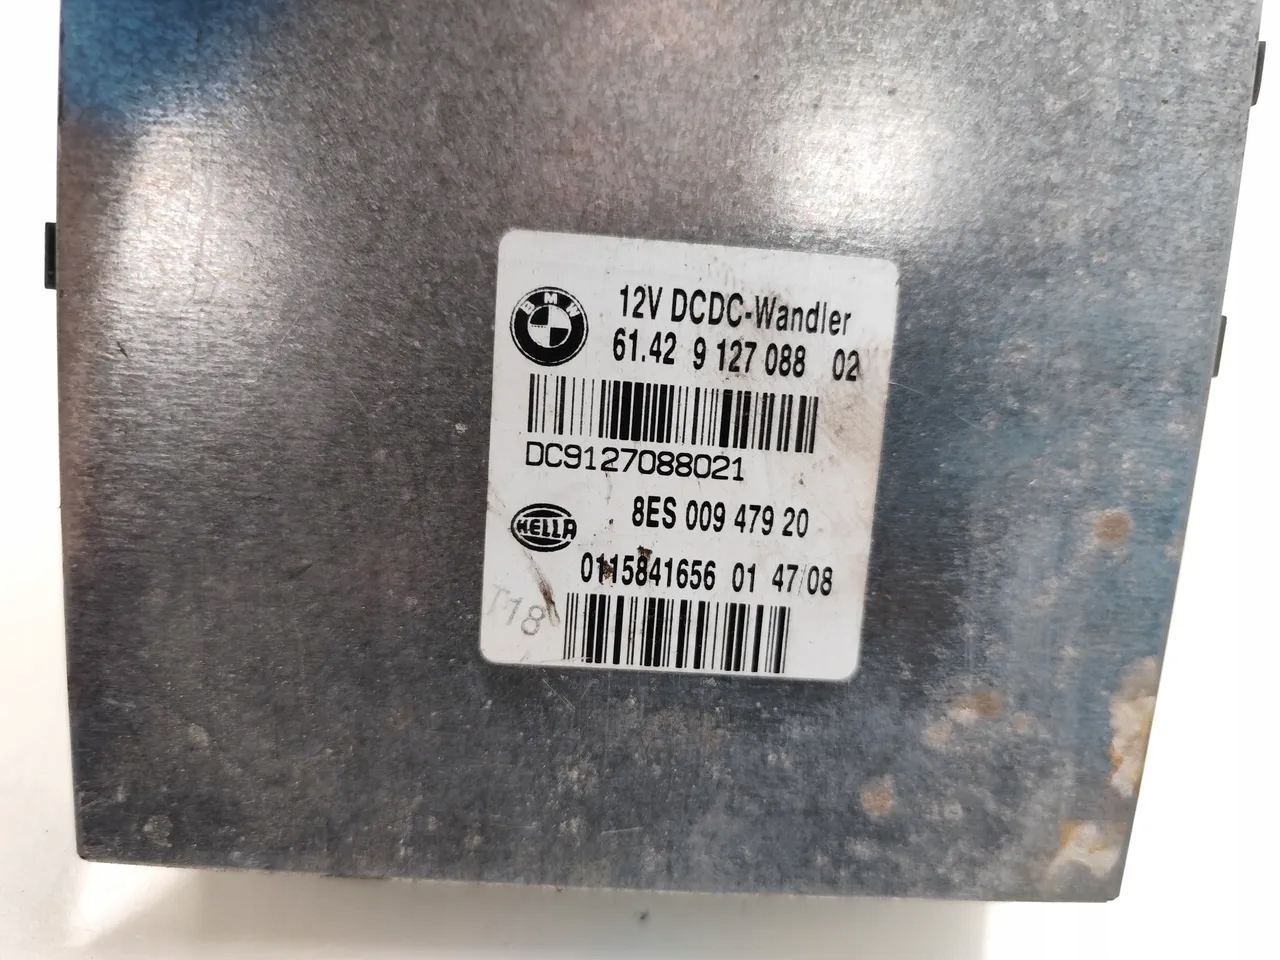 BMW
12V DCDC-Wandler
61.42 9 127 088 02
DC9127088021
8ES 009 479 20
HELLA
0115841656 01 47/08
T18